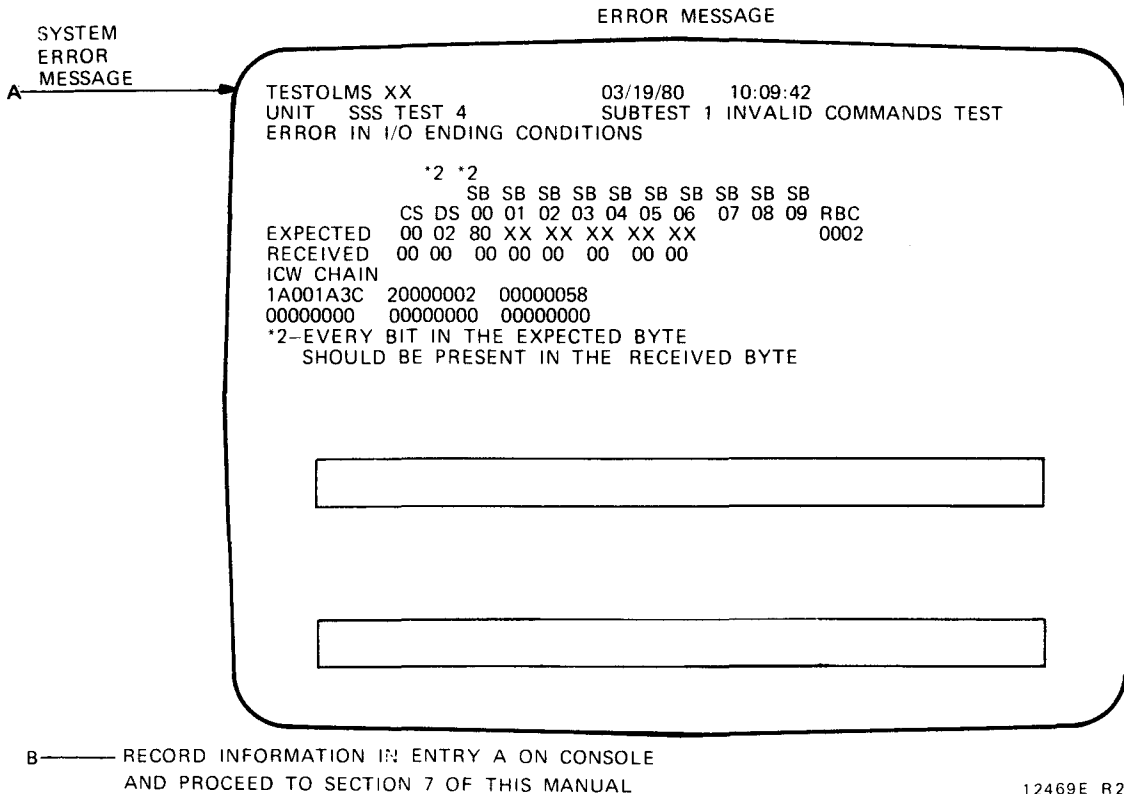 ERROR MESSAGE
SYSTEM
ERROR
MESSAGE
A
TESTOLMS XX 03/19/80 10:09:42
UNIT SSS TEST 4 SUBTEST 1 INVALID COMMANDS TEST
ERROR IN I/O ENDING CONDITIONS
*2 *2
SB SB SB SB SB SB SB SB SB SB
CS DS 00 01 02 03 04 05 06 07 08 09 RBC
EXPECTED 00 02 80 XX XX XX XX XX 0002
RECEIVED 00 00 00 00 00 00 00 00
ICW CHAIN
1A001A3C 20000002 00000058
00000000 00000000 00000000
*2-EVERY BIT IN THE EXPECTED BYTE
SHOULD BE PRESENT IN THE RECEIVED BYTE
B RECORD INFORMATION IN ENTRY A ON CONSOLE
AND PROCEED TO SECTION 7 OF THIS MANUAL
12469E R2